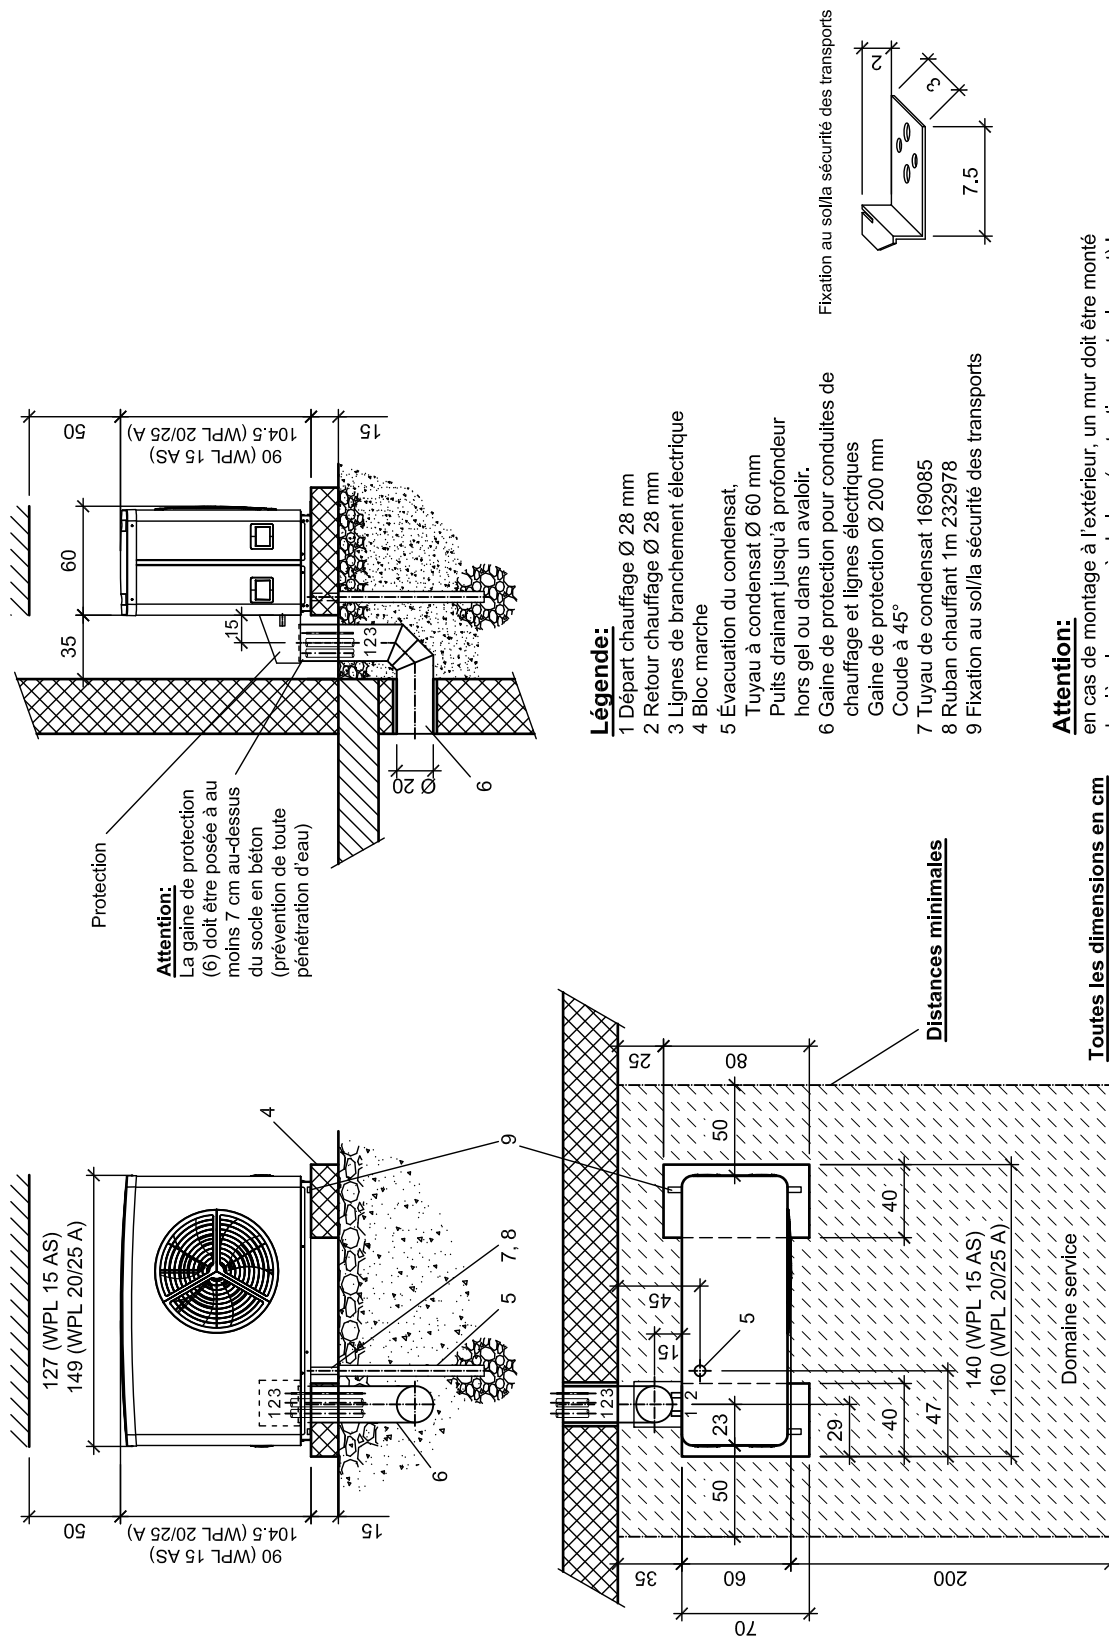 127 (WPL 15 AS)
149 (WPL 20/25 A)
50
90 (WPL 15 AS)
104.5 (WPL 20/25 A)
15
123
6
5
7, 8
9
4
Protection
Attention:
La gaine de protection
(6) doit être posée à au
moins 7 cm au-dessus
du socle en béton
(prévention de toute
pénétration d'eau)
35
60
15
50
90 (WPL 15 AS)
104.5 (WPL 20/25 A)
15
123
Ø 20
6
123
1 2
35
60
70
200
50
23
15
45
5
29
40
47
140 (WPL 15 AS)
160 (WPL 20/25 A)
Domaine service
40
50
25
80
Distances minimales
Toutes les dimensions en cm
Légende:
1 Départ chauffage Ø 28 mm
2 Retour chauffage Ø 28 mm
3 Lignes de branchement électrique
4 Bloc marche
5 Évacuation du condensat,
Tuyau à condensat Ø 60 mm
Puits drainant jusqu'à profondeur
hors gel ou dans un avaloir.
6 Gaine de protection pour conduites de
chauffage et lignes électriques
Gaine de protection Ø 200 mm
Coude à 45°
7 Tuyau de condensat 169085
8 Ruban chauffant 1m 232978
9 Fixation au sol/la sécurité des transports
Fixation au sol/la sécurité des transports
2
3
7.5
Attention:
en cas de montage à l'extérieur, un mur doit être monté